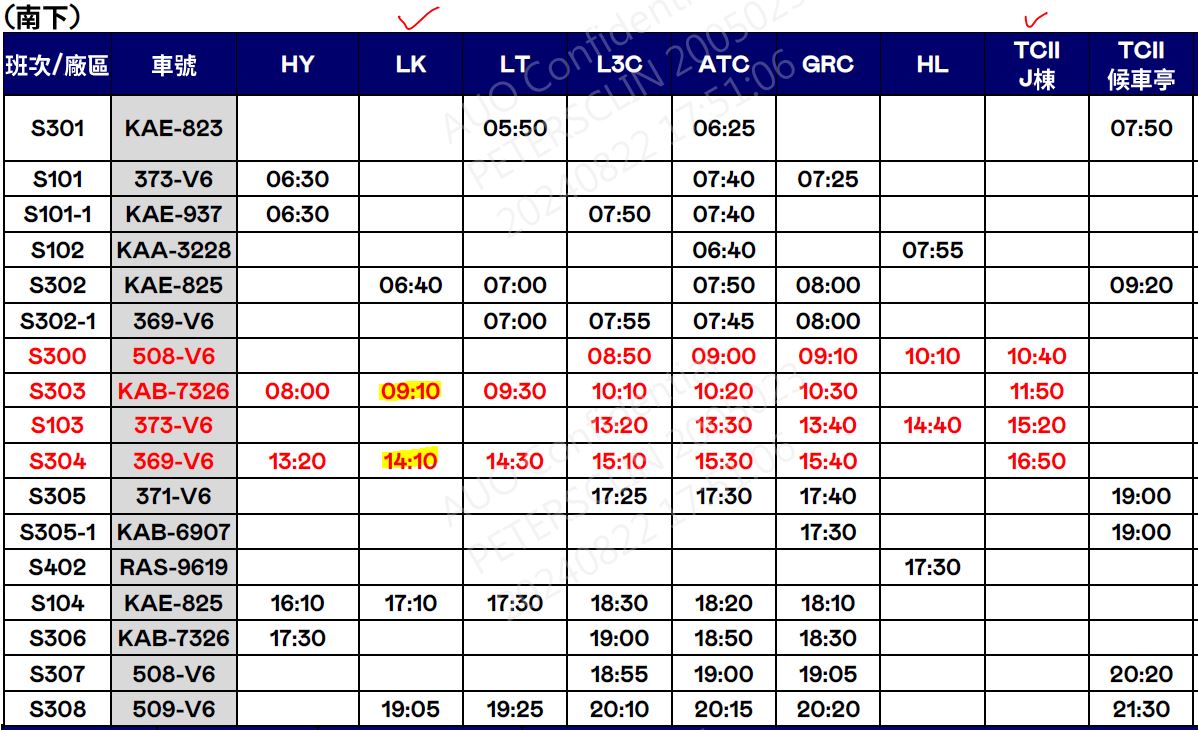 (南下)
班次/廠區 車號 HY LK LT L3C ATC GRC HL TCII J棟 TCII 候車亭
S301 KAE-823 05:50 06:25 07:50
S101 373-V6 06:30 07:40 07:25
S101-1 KAE-937 06:30 07:50 07:40
S102 KAA-3228 06:40 07:55
S302 KAE-825 06:40 07:00 07:50 08:00 09:20
S302-1 369-V6 07:00 07:55 07:45 08:00
S300 508-V6 08:50 09:00 09:10 10:10 10:40
S303 KAB-7326 08:00 09:10 09:30 10:10 10:20 10:30 11:50
S103 373-V6 13:20 13:30 13:40 14:40 15:20
S304 369-V6 13:20 14:10 14:30 15:10 15:30 15:40 16:50
S305 371-V6 17:25 17:30 17:40 19:00
S305-1 KAB-6907 17:30 19:00
S402 RAS-9619 17:30
S104 KAE-825 16:10 17:10 17:30 18:30 18:20 18:10
S306 KAB-7326 17:30 19:00 18:50 18:30
S307 508-V6 18:55 19:00 19:05 20:20
S308 509-V6 19:05 19:25 20:10 20:15 20:20 21:30
AUO Confidential
PETERSCLIN 2005023
20240822 17:51:06
AUO Confidential
PETERSCLIN 2005023
20240822 17:51:06